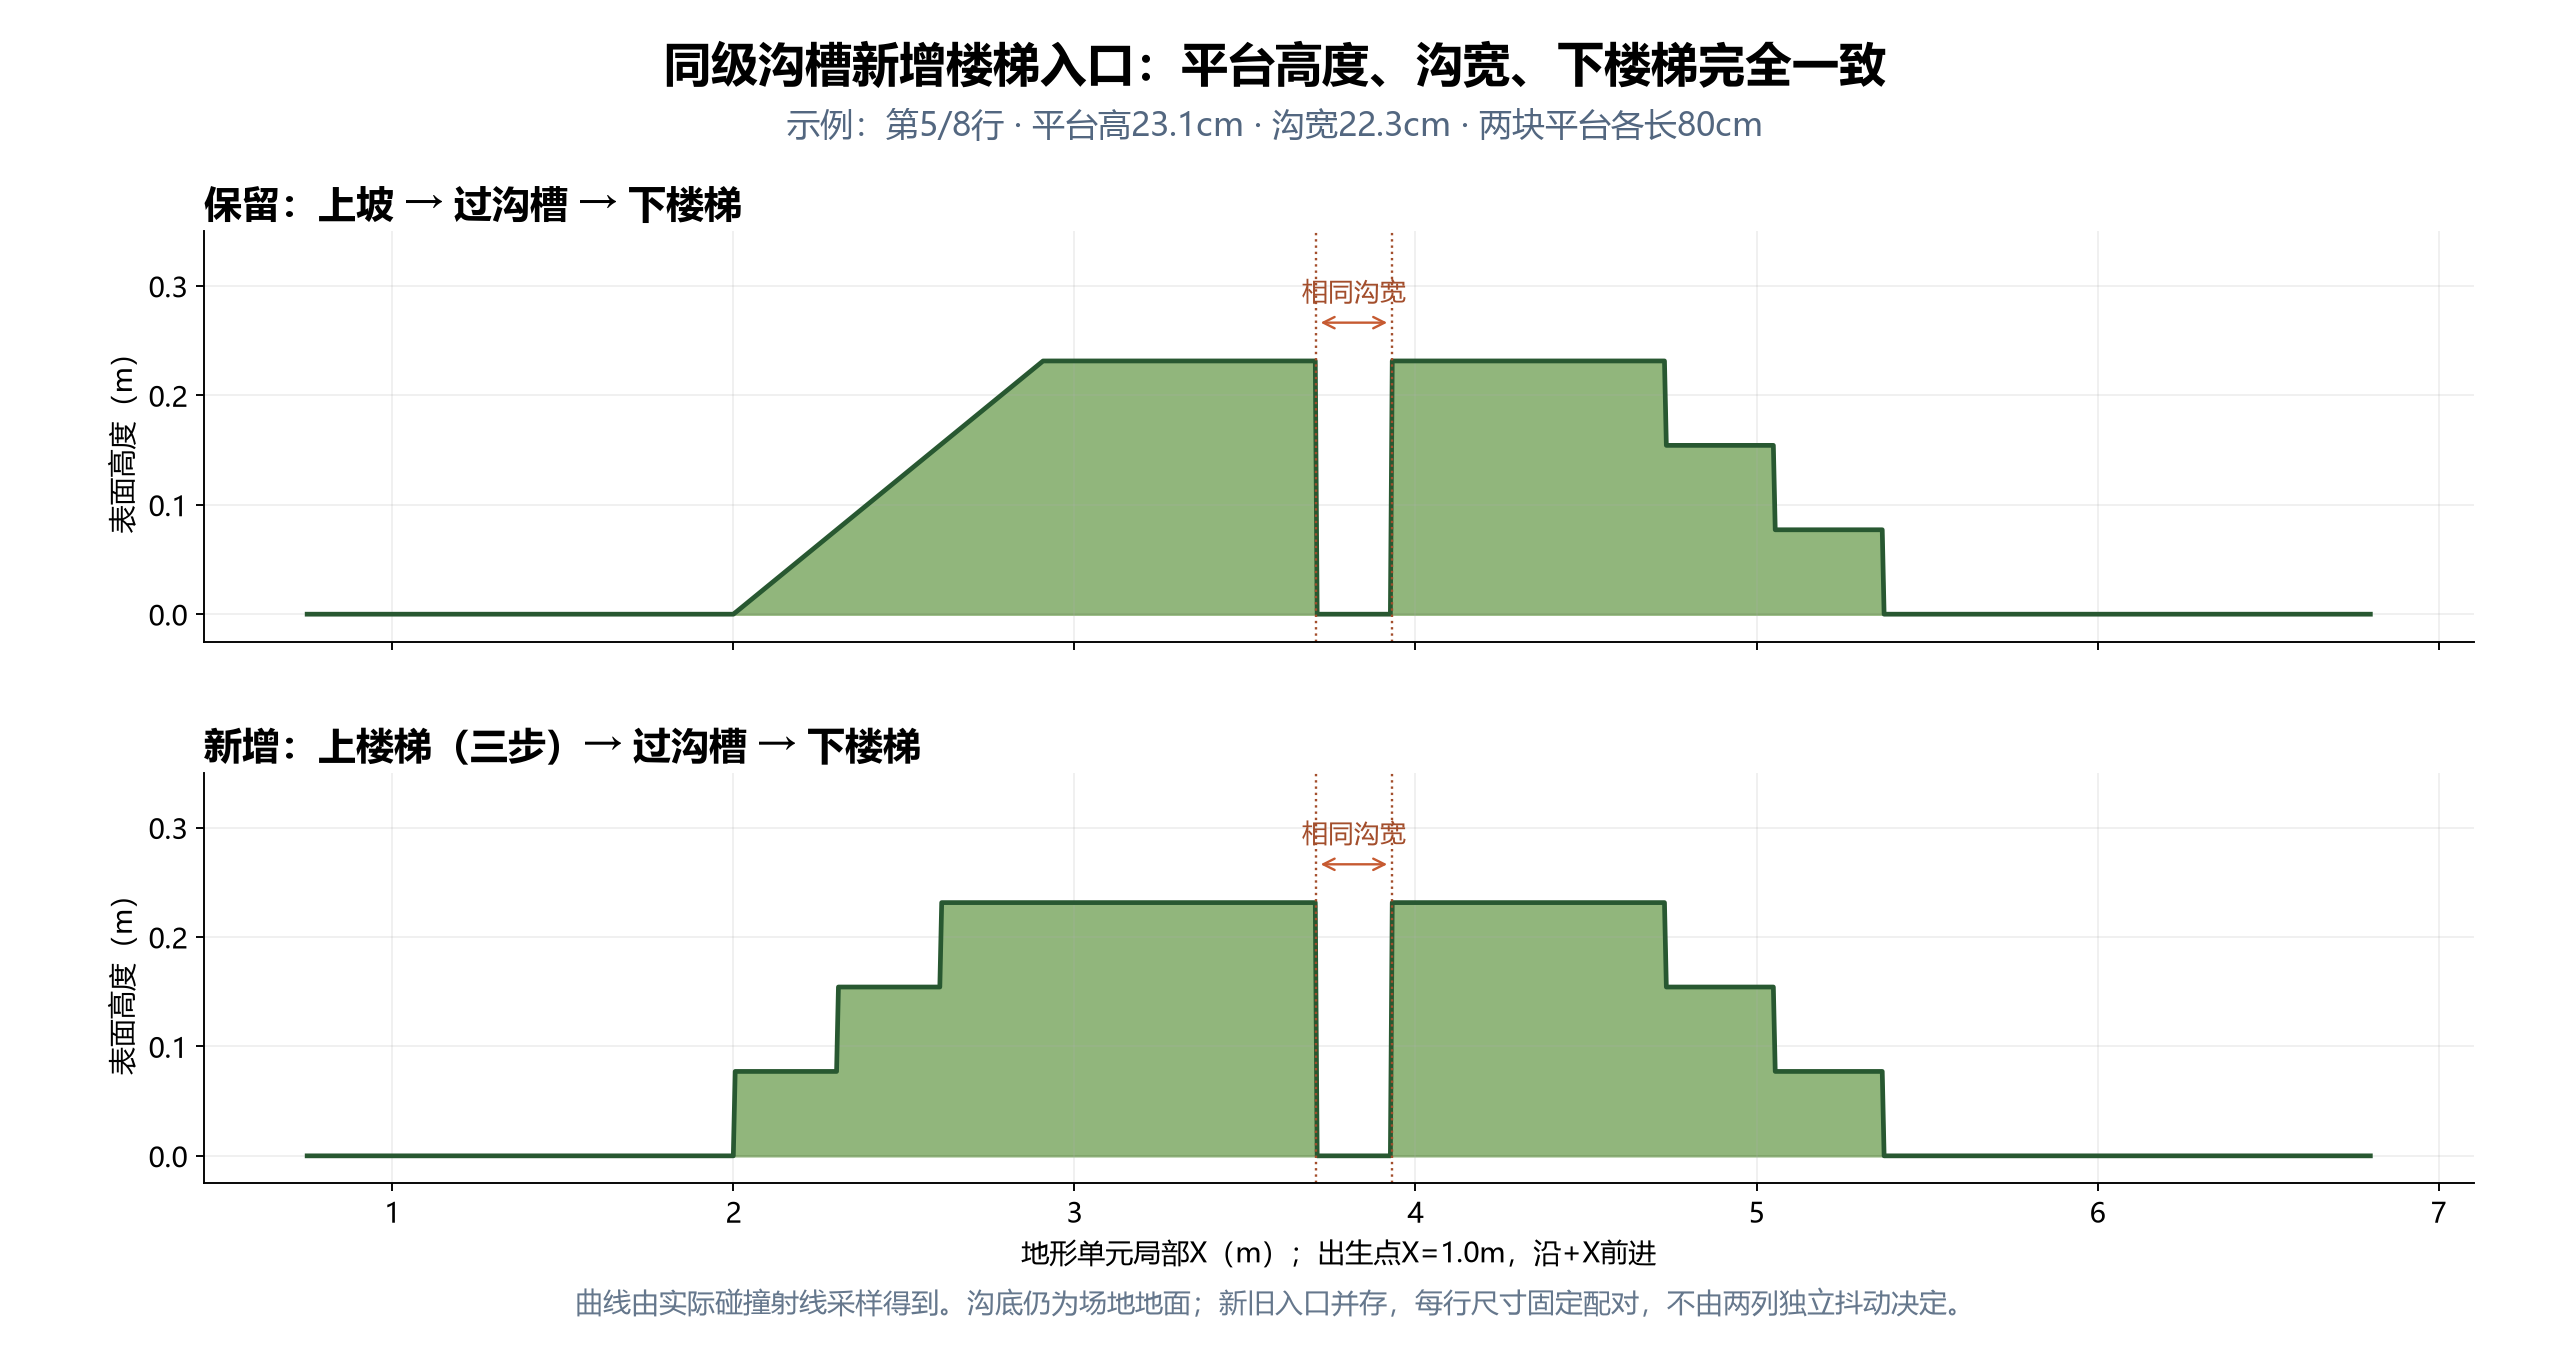 同级沟槽新增楼梯入口：平台高度、沟宽、下楼梯完全一致
示例：第5/8行 · 平台高23.1cm · 沟宽22.3cm · 两块平台各长80cm
保留：上坡 → 过沟槽 → 下楼梯
相同沟宽
0.3
0.2
0.1
0.0
表面高度（m）
新增：上楼梯（三步）→ 过沟槽 → 下楼梯
相同沟宽
0.3
0.2
0.1
0.0
表面高度（m）
1 2 3 4 5 6 7
地形单元局部X（m）；出生点X=1.0m，沿+X前进
曲线由实际碰撞射线采样得到。沟底仍为场地地面；新旧入口并存，每行尺寸固定配对，不由两列独立抖动决定。